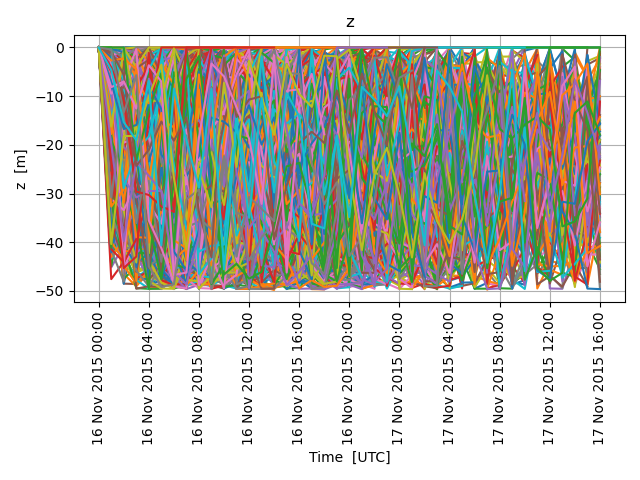 z
z [m]
0
−10
−20
−30
−40
−50
16 Nov 2015 00:00
16 Nov 2015 04:00
16 Nov 2015 08:00
16 Nov 2015 12:00
16 Nov 2015 16:00
16 Nov 2015 20:00
17 Nov 2015 00:00
17 Nov 2015 04:00
17 Nov 2015 08:00
17 Nov 2015 12:00
17 Nov 2015 16:00
Time [UTC]